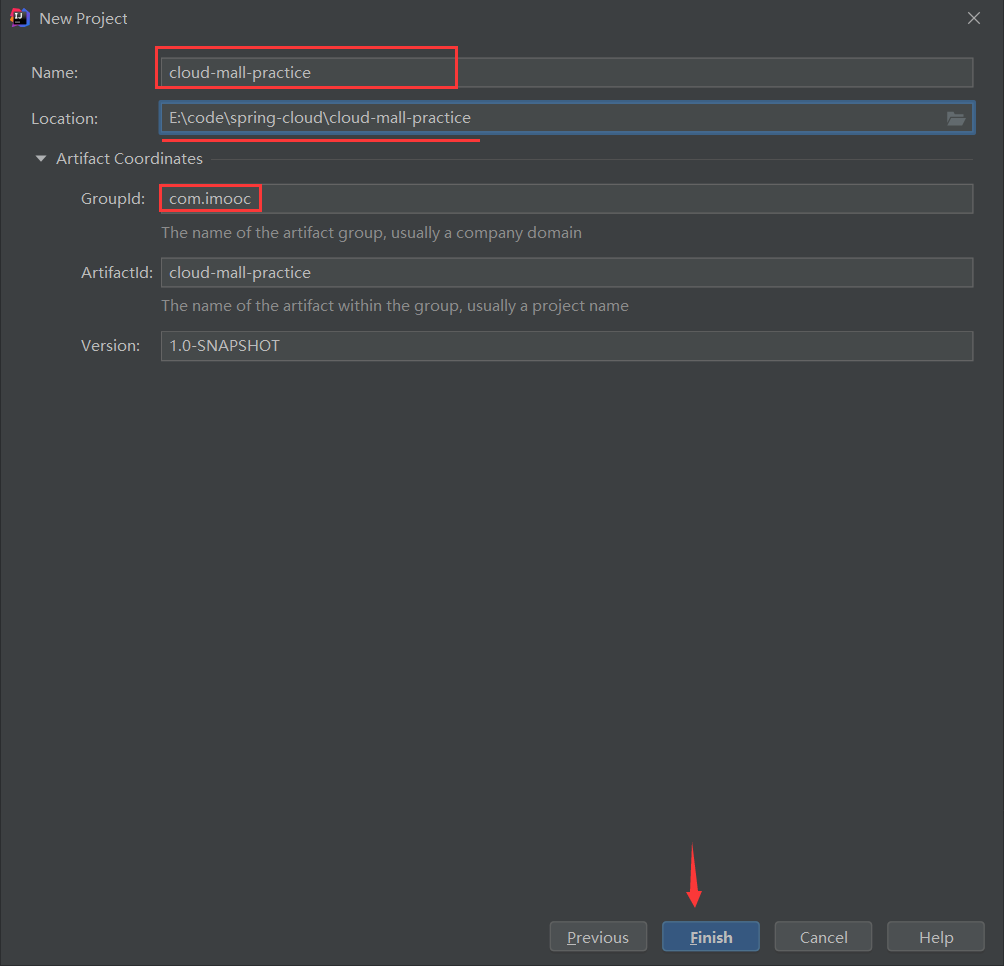 New Project
Name: cloud-mall-practice
Location: E:\code\spring-cloud\cloud-mall-practice
Artifact Coordinates
GroupId: com.imooc
The name of the artifact group, usually a company domain
ArtifactId: cloud-mall-practice
The name of the artifact within the group, usually a project name
Version: 1.0-SNAPSHOT
Previous Finish Cancel Help